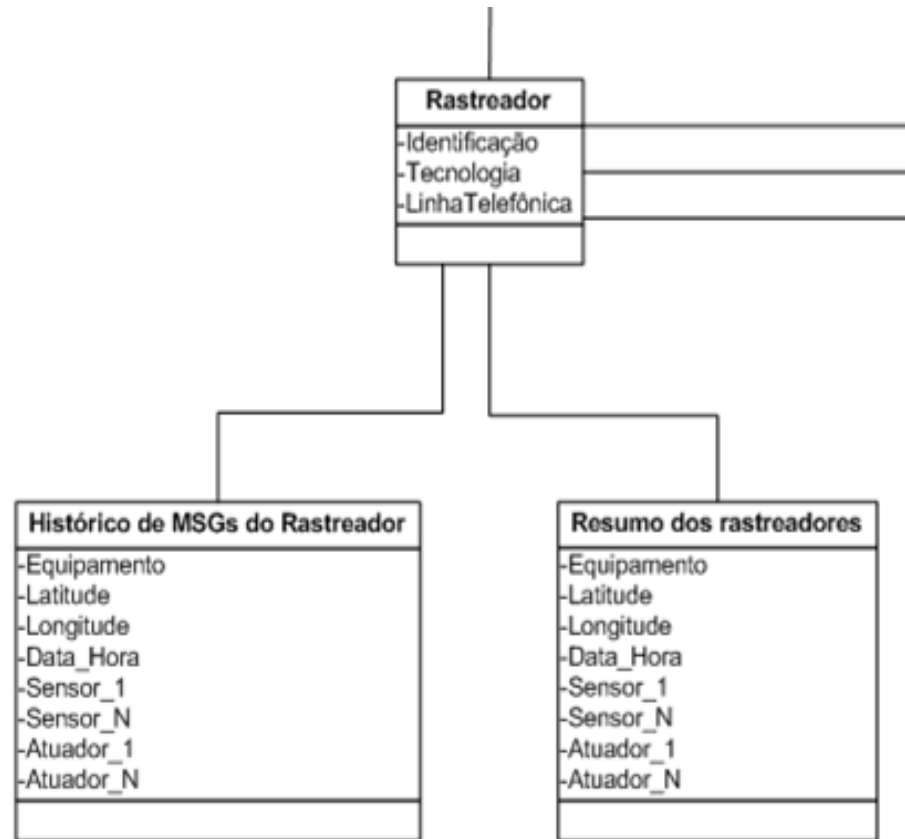 Rastreador
-Identificação
-Tecnologia
-LinhaTelefônica
Histórico de MSGs do Rastreador
-Equipamento
-Latitude
-Longitude
-Data_Hora
-Sensor_1
-Sensor_N
-Atuador_1
-Atuador_N
Resumo dos rastreadores
-Equipamento
-Latitude
-Longitude
-Data_Hora
-Sensor_1
-Sensor_N
-Atuador_1
-Atuador_N